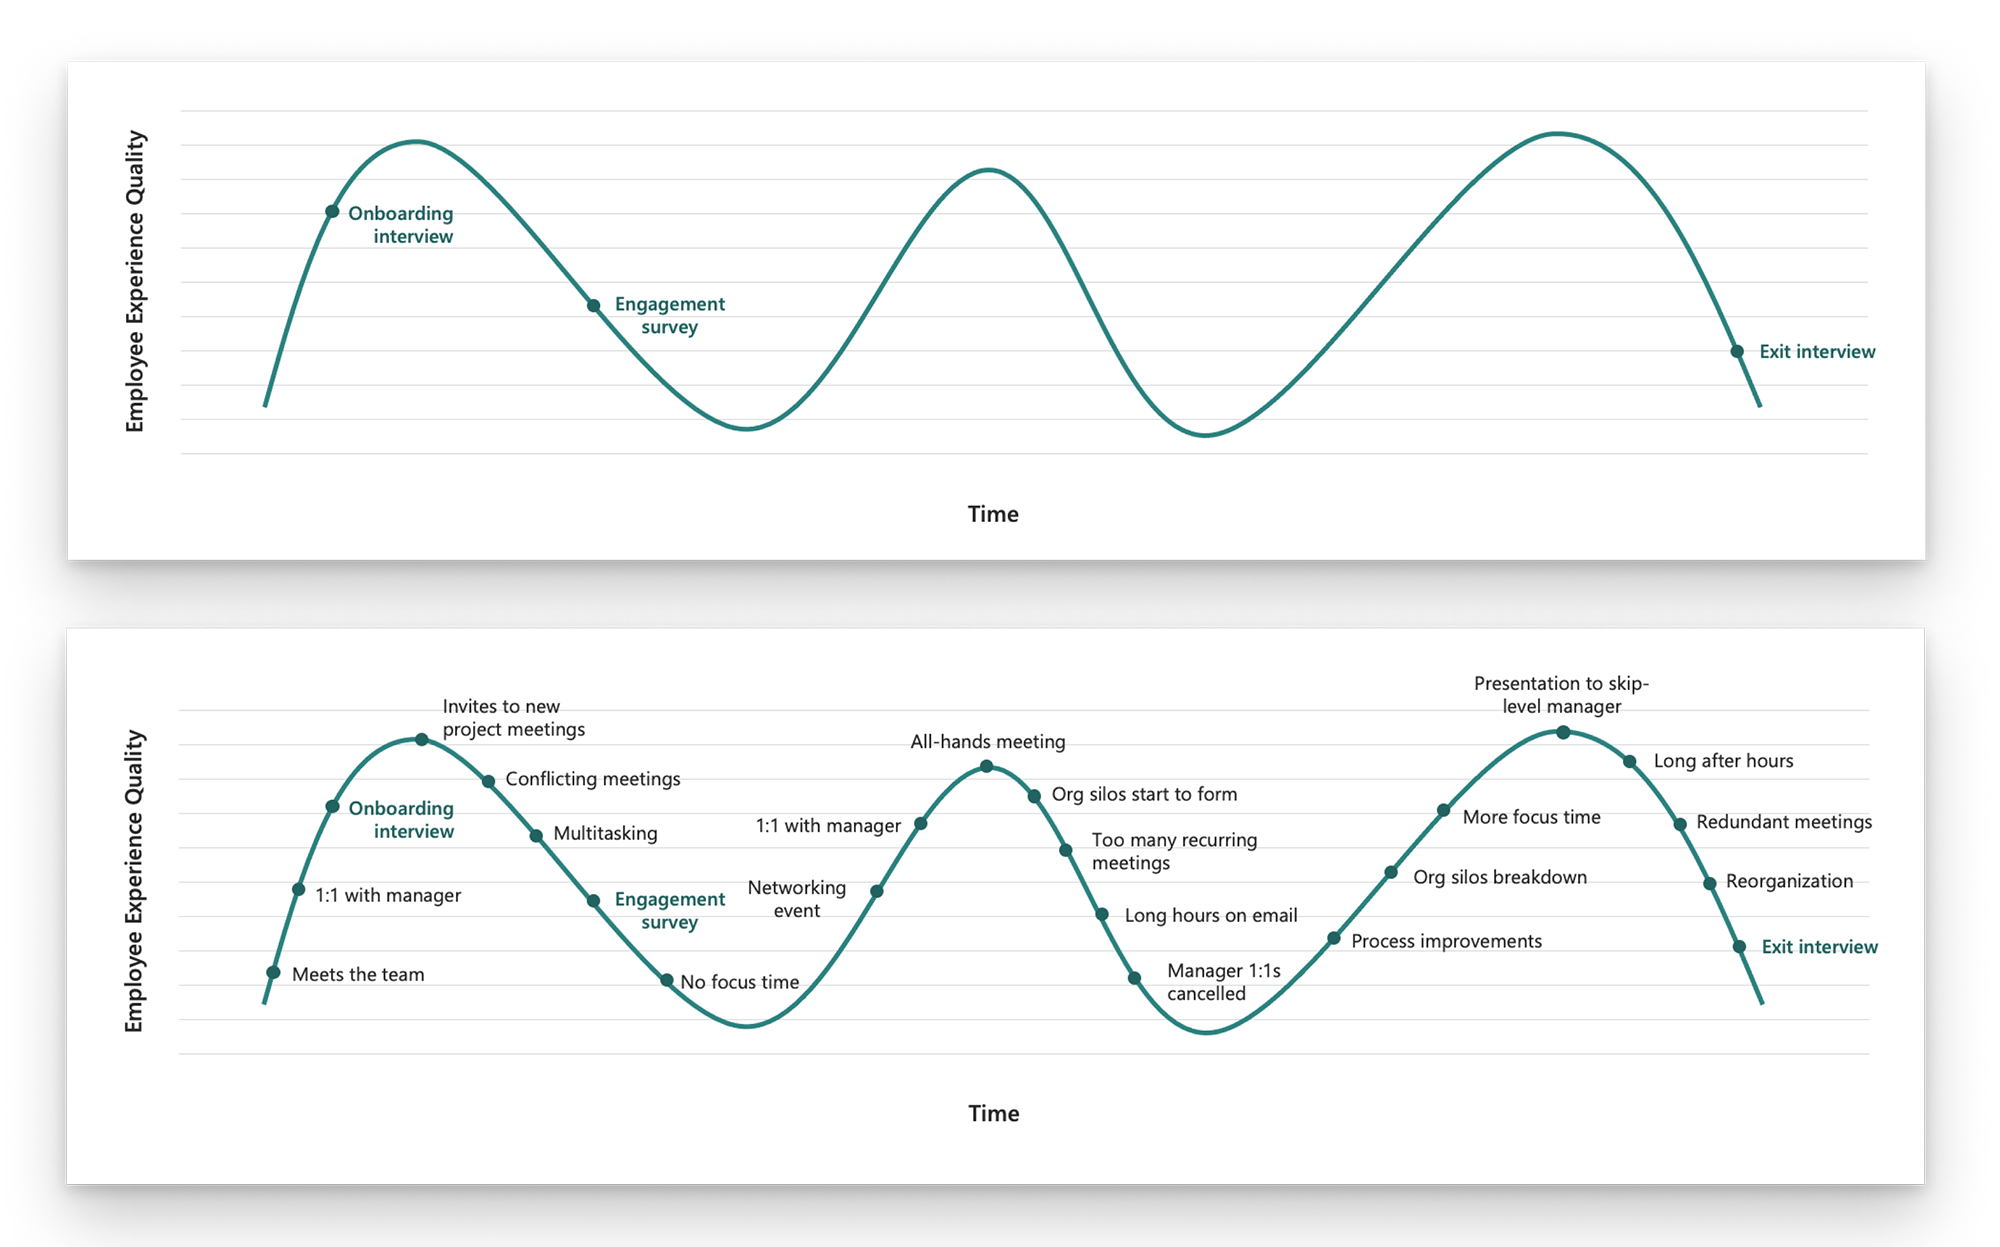 Employee Experience Quality
Onboarding
interview
Engagement
survey
Exit interview
Time
Employee Experience Quality
Meets the team
1:1 with manager
Onboarding
interview
Invites to new
project meetings
Conflicting meetings
Multitasking
Engagement
survey
No focus time
Networking
event
1:1 with manager
All-hands meeting
Org silos start to form
Too many recurring
meetings
Long hours on email
Manager 1:1s
cancelled
Process improvements
Org silos breakdown
More focus time
Presentation to skip-
level manager
Long after hours
Redundant meetings
Reorganization
Exit interview
Time